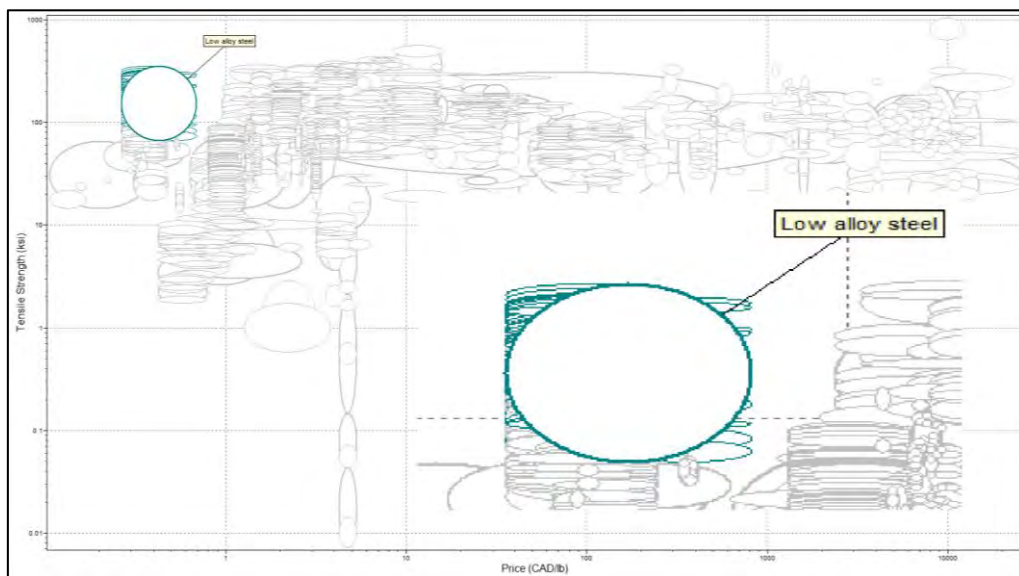 Low alloy steel
Low alloy steel
Tensile Strength (ksi)
1000
100
10
1
0.1
0.01
1
10
100
1000
10000
Price (CAD/lb)